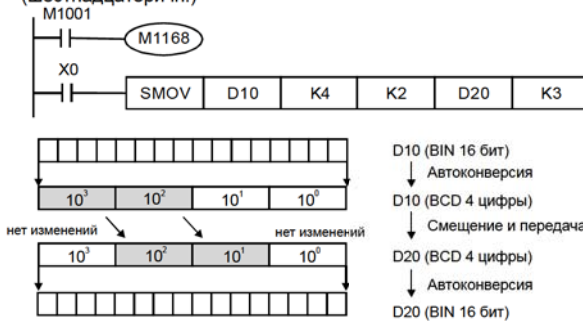 (шестнадцатеричн.)
M1001
M1168
X0
SMOV D10 K4 K2 D20 K3
D10 (BIN 16 бит)
Автоконверсия
10³ 10² 10¹ 10⁰ D10 (BCD 4 цифры)
нет изменений нет изменений Смещение и передача
10³ 10² 10¹ 10⁰ D20 (BCD 4 цифры)
Автоконверсия
D20 (BIN 16 бит)